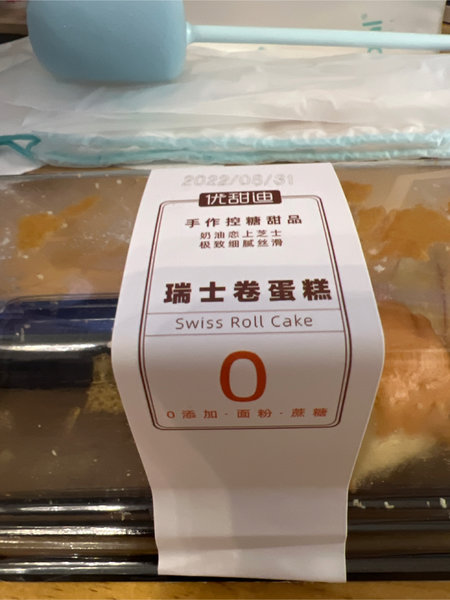 2022/08/31
优甜迪
手作控糖甜品
奶油恋上芝士
极致细腻丝滑
瑞士卷蛋糕
Swiss Roll Cake
0
0添加·面粉·蔗糖